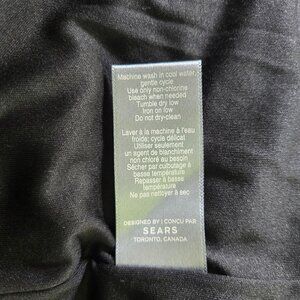 Machine wash in cool water,
gentle cycle
Use only non-chlorine
bleach when needed
Tumble dry low
Iron on low
Do not dry-clean
Laver à la machine à l'eau
froide; cycle délicat
Utiliser seulement
un agent de blanchiment
non chloré au besoin
Sécher par culbutage à
basse température
Repasser à basse
température
Ne pas nettoyer à sec
DESIGNED BY | CONCU PAR
SEARS
TORONTO, CANADA